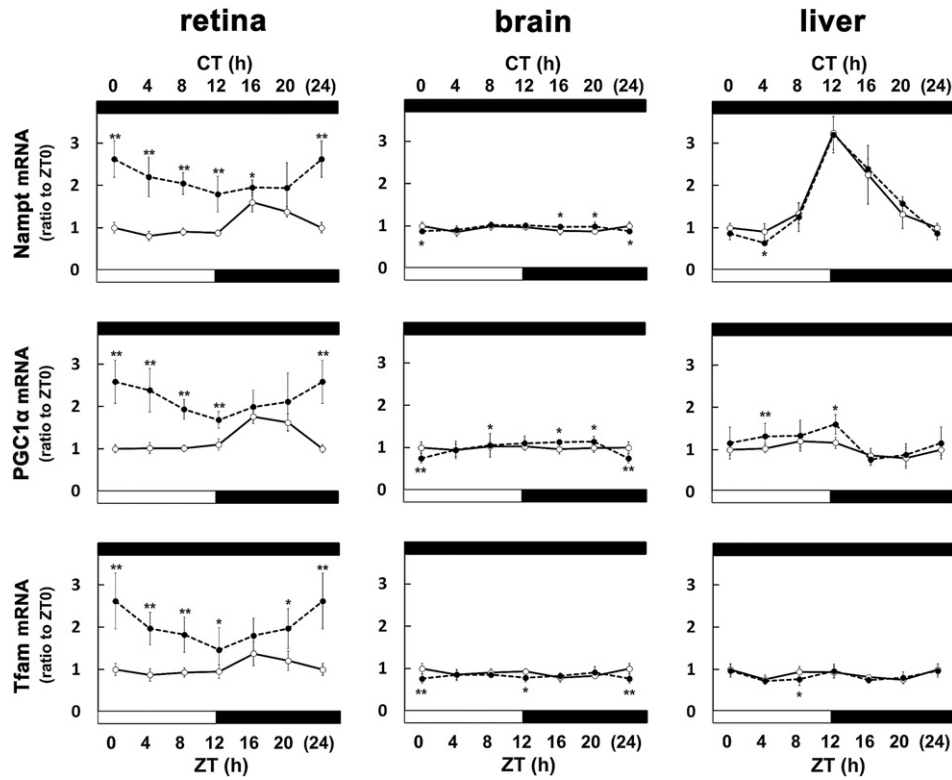 retina brain liver
CT (h) CT (h) CT (h)
0 4 8 12 16 20 (24) 0 4 8 12 16 20 (24) 0 4 8 12 16 20 (24)
Nampt mRNA
(ratio to ZT0)
3 3 3
2 2 2
1 1 1
0 0 0
** ** ** ** * **
* * * *
*
PGC1α mRNA
(ratio to ZT0)
3 3 3
2 2 2
1 1 1
0 0 0
** ** ** ** **
** * * * **
** *
Tfam mRNA
(ratio to ZT0)
3 3 3
2 2 2
1 1 1
0 0 0
** ** ** * * **
** * **
*
0 4 8 12 16 20 (24) 0 4 8 12 16 20 (24) 0 4 8 12 16 20 (24)
ZT (h) ZT (h) ZT (h)